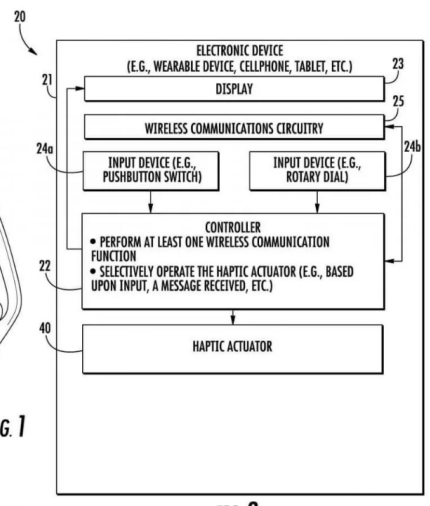 20
21
ELECTRONIC DEVICE
(E.G., WEARABLE DEVICE, CELLPHONE, TABLET, ETC.)
23
DISPLAY
25
WIRELESS COMMUNICATIONS CIRCUITRY
24a
24b
INPUT DEVICE (E.G.,
PUSHBUTTON SWITCH)
INPUT DEVICE (E.G.,
ROTARY DIAL)
CONTROLLER
• PERFORM AT LEAST ONE WIRELESS COMMUNICATION
FUNCTION
• SELECTIVELY OPERATE THE HAPTIC ACTUATOR (E.G., BASED
UPON INPUT, A MESSAGE RECEIVED, ETC.)
22
40
HAPTIC ACTUATOR
G. 1